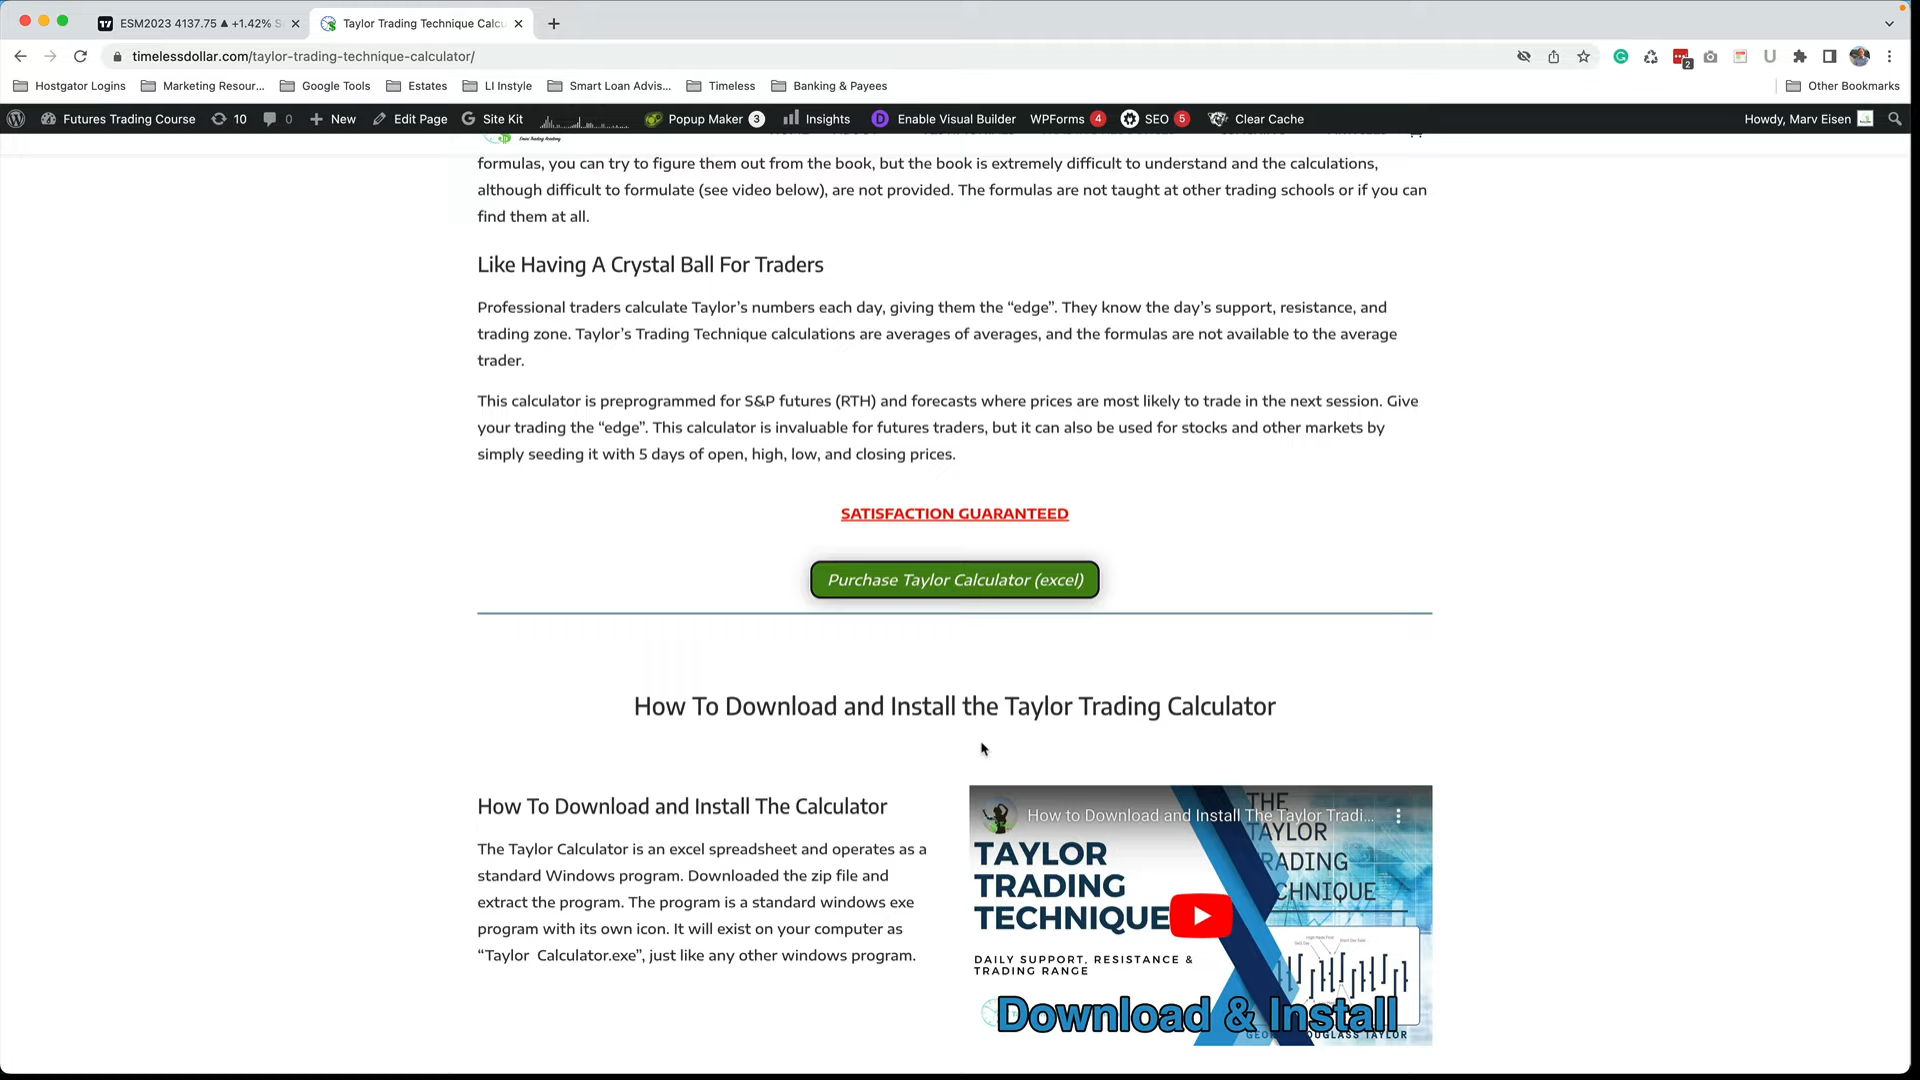 ESM2023 4137.75 ▲ +1.42%
Taylor Trading Technique Calcu
timelessdollar.com/taylor-trading-technique-calculator/
2
Hostgator Logins
Marketing Resour...
Google Tools
Estates
LI Instyle
Smart Loan Advis...
Timeless
Banking & Payees
Other Bookmarks
Futures Trading Course
10
0
New
Edit Page
Site Kit
Popup Maker 3
Insights
Enable Visual Builder
WPForms 4
SEO 5
Clear Cache
Howdy, Marv Eisen
formulas, you can try to figure them out from the book, but the book is extremely difficult to understand and the calculations,
although difficult to formulate (see video below), are not provided. The formulas are not taught at other trading schools or if you can
find them at all.
Like Having A Crystal Ball For Traders
Professional traders calculate Taylor’s numbers each day, giving them the “edge”. They know the day’s support, resistance, and
trading zone. Taylor’s Trading Technique calculations are averages of averages, and the formulas are not available to the average
trader.
This calculator is preprogrammed for S&P futures (RTH) and forecasts where prices are most likely to trade in the next session. Give
your trading the “edge”. This calculator is invaluable for futures traders, but it can also be used for stocks and other markets by
simply seeding it with 5 days of open, high, low, and closing prices.
SATISFACTION GUARANTEED
Purchase Taylor Calculator (excel)
How To Download and Install the Taylor Trading Calculator
How To Download and Install The Calculator
The Taylor Calculator is an excel spreadsheet and operates as a
standard Windows program. Downloaded the zip file and
extract the program. The program is a standard windows exe
program with its own icon. It will exist on your computer as
“Taylor Calculator.exe”, just like any other windows program.
How to Download and Install The Taylor Tradi...
TAYLOR
TRADING
TECHNIQUE
DAILY SUPPORT, RESISTANCE &
TRADING RANGE
THE
TAYLOR
TRADING
TECHNIQUE
Download & Install